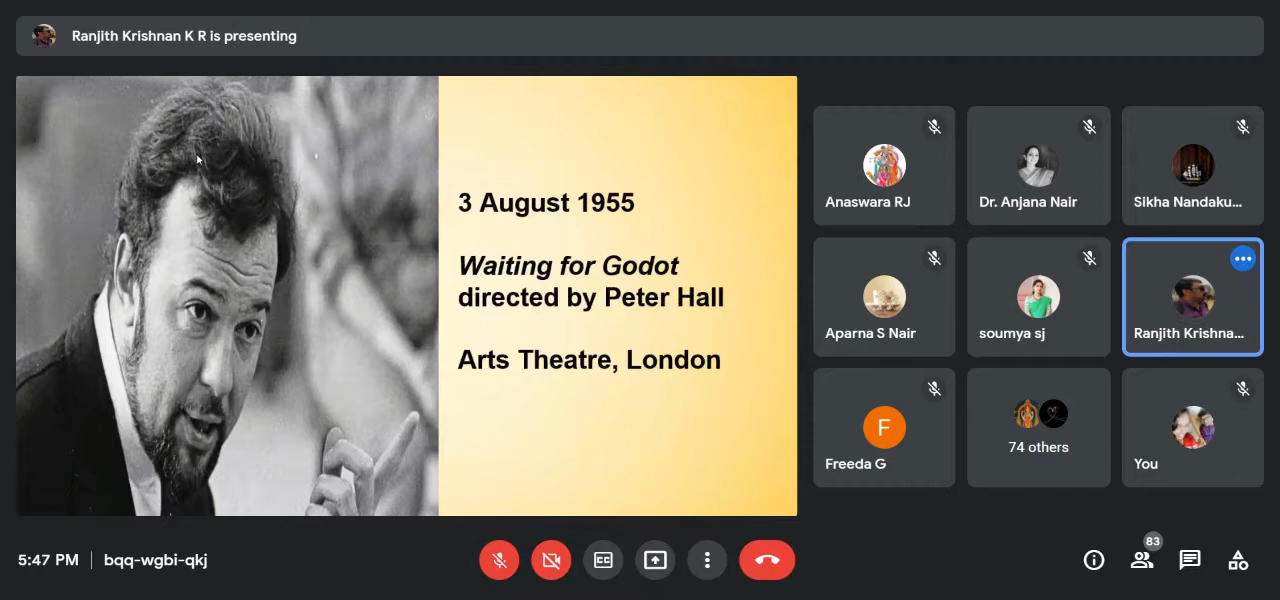 Ranjith Krishnan K R is presenting
3 August 1955
Waiting for Godot
directed by Peter Hall
Arts Theatre, London
Anaswara RJ
Dr. Anjana Nair
Sikha Nandaku...
Aparna S Nair
soumya sj
Ranjith Krishna...
F
Freeda G
74 others
You
5:47 PM | bqq-wgbi-qkj
CC
83